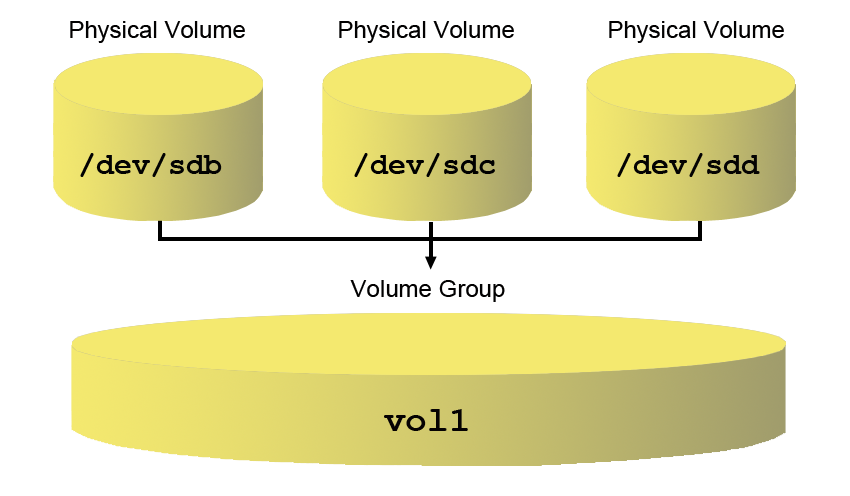 Physical Volume Physical Volume Physical Volume
/dev/sdb /dev/sdc /dev/sdd
Volume Group
vol1